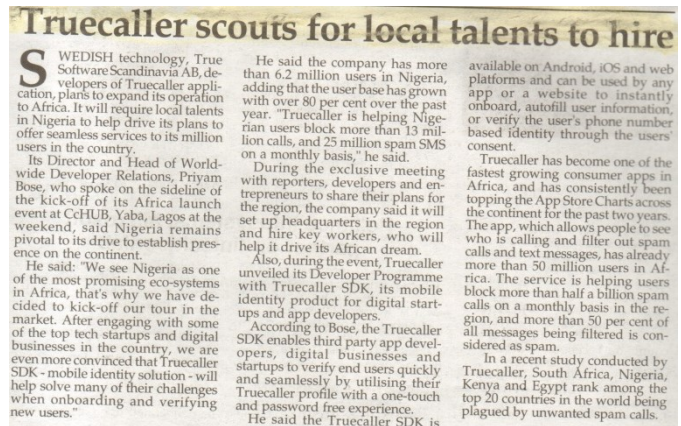 Truecaller scouts for local talents to hire
SWEDISH technology, True
Software Scandinavia AB, de-
velopers of Truecaller appli-
cation, plans to expand its operation
to Africa. It will require local talents
in Nigeria to help drive its plans to
offer seamless services to its million
users in the country.
Its Director and Head of World-
wide Developer Relations, Priyam
Bose, who spoke on the sideline of
the kick-off of its Africa launch
event at CcHUB, Yaba, Lagos at the
weekend, said Nigeria remains
pivotal to its drive to establish pres-
ence on the continent.
He said: "We see Nigeria as one
of the most promising eco-systems
in Africa, that's why we have de-
cided to kick-off our tour in the
market. After engaging with some
of the top tech startups and digital
businesses in the country, we are
even more convinced that Truecaller
SDK - mobile identity solution - will
help solve many of their challenges
when onboarding and verifying
new users."
He said the company has more
than 6.2 million users in Nigeria,
adding that the user base has grown
with over 80 per cent over the past
year. "Truecaller is helping Nige-
rian users block more than 13 mil-
lion calls, and 25 million spam SMS
on a monthly basis," he said.
During the exclusive meeting
with reporters, developers and en-
trepreneurs to share their plans for
the region, the company said it will
set up headquarters in the region
and hire key workers, who will
help it drive its African dream.
Also, during the event, Truecaller
unveiled its Developer Programme
with Truecaller SDK, its mobile
identity product for digital start-
ups and app developers.
According to Bose, the Truecaller
SDK enables third party app devel-
opers, digital businesses and
startups to verify end users quickly
and seamlessly by utilising their
Truecaller profile with a one-touch
and password free experience.
He said the Truecaller SDK is
available on Android, iOS and web
platforms and can be used by any
app or a website to instantly
onboard, autofill user information,
or verify the user's phone number
based identity through the users'
consent.
Truecaller has become one of the
fastest growing consumer apps in
Africa, and has consistently been
topping the App Store Charts across
the continent for the past two years.
The app, which allows people to see
who is calling and filter out spam
calls and text messages, has already
more than 50 million users in Af-
rica. The service is helping users
block more than half a billion spam
calls on a monthly basis in the re-
gion, and more than 50 per cent of
all messages being filtered is con-
sidered as spam.
In a recent study conducted by
Truecaller, South Africa, Nigeria,
Kenya and Egypt rank among the
top 20 countries in the world being
plagued by unwanted spam calls.